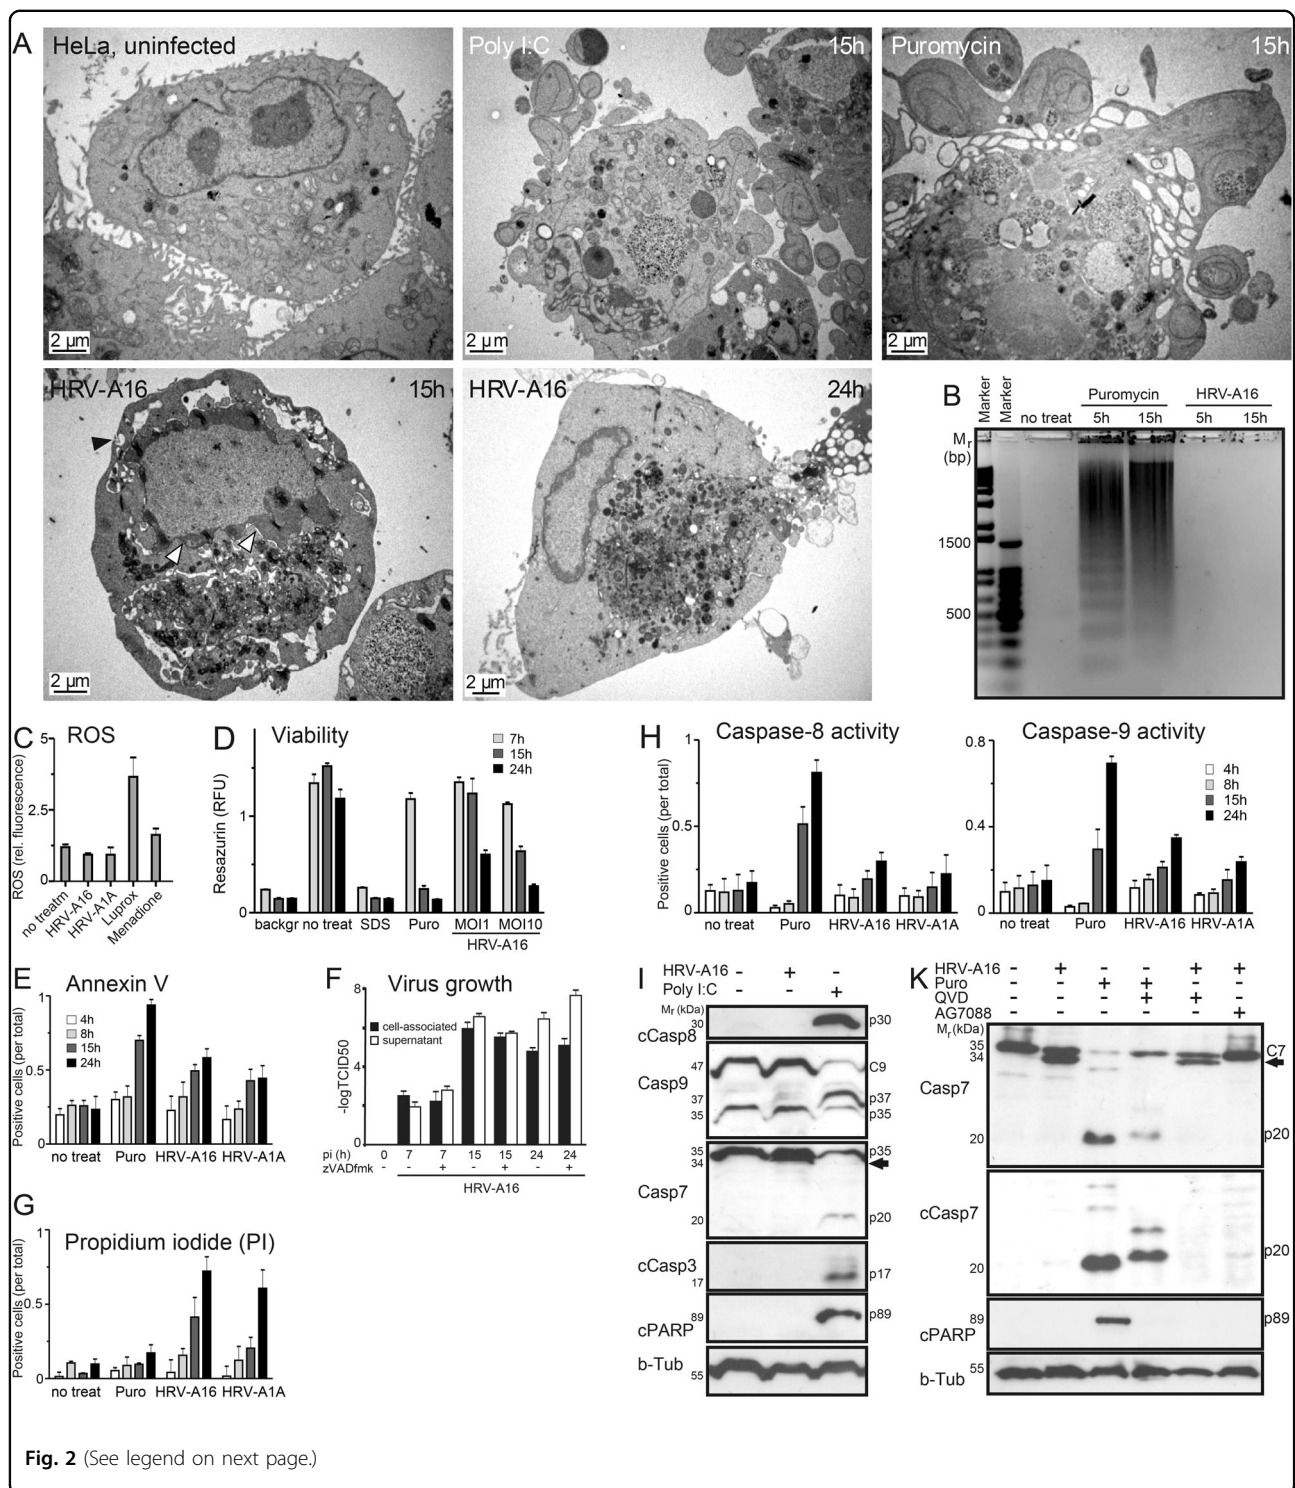 A
HeLa, uninfected
Poly I:C
15h
Puromycin
15h
2 µm
2 µm
2 µm
HRV-A16
15h
HRV-A16
24h
2 µm
2 µm
B
Marker
Marker
Puromycin
HRV-A16
no treat
5h
15h
5h
15h
Mr
(bp)
1500
500
C
ROS
ROS (rel. fluorescence)
5
2.5
0
no treatm
HRV-A16
HRV-A1A
Luprox
Menadione
D
Viability
Resazurin (RFU)
1
0
7h
15h
24h
backgr
no treat
SDS
Puro
MOI1
MOI10
HRV-A16
H
Caspase-8 activity
Positive cells (per total)
1
0.5
0
no treat
Puro
HRV-A16
HRV-A1A
Caspase-9 activity
0.8
0.4
0
4h
8h
15h
24h
no treat
Puro
HRV-A16
HRV-A1A
E
Annexin V
Positive cells (per total)
1
0.5
0
4h
8h
15h
24h
no treat
Puro
HRV-A16
HRV-A1A
F
Virus growth
-logTCID50
8
4
0
cell-associated
supernatant
pi (h)
0
7
7
15
15
24
24
zVADfmk
-
-
+
-
+
-
+
HRV-A16
G
Propidium iodide (PI)
Positive cells (per total)
1
0.5
0
no treat
Puro
HRV-A16
HRV-A1A
I
HRV-A16
-
+
-
Poly I:C
-
-
+
Mr (kDa)
30
cCasp8
p30
47
Casp9
C9
37
p37
35
p35
35
p35
34
Casp7
20
p20
cCasp3
17
p17
89
cPARP
p89
b-Tub
55
K
HRV-A16
- + - - + +
Puro
- - + + - -
QVD
- - - + + -
AG7088
- - - - - +
Mr (kDa)
35
34
C7
Casp7
20
p20
cCasp7
20
p20
89
cPARP
p89
b-Tub
55
Fig. 2 (See legend on next page.)